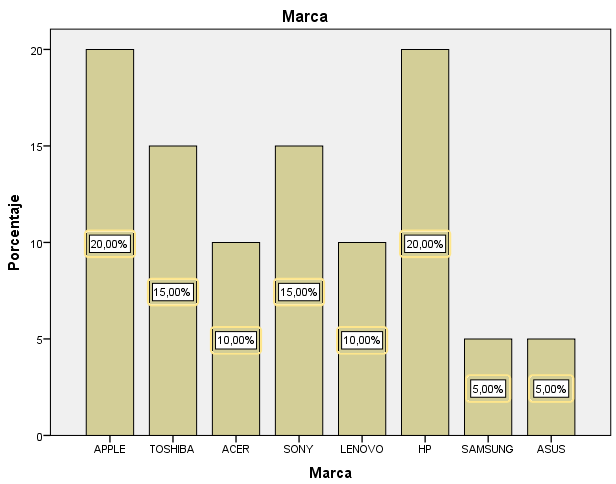 Marca
Porcentaje
20
15
10
5
0
20,00%
15,00%
10,00%
15,00%
10,00%
20,00%
5,00%
5,00%
APPLE
TOSHIBA
ACER
SONY
LENOVO
HP
SAMSUNG
ASUS
Marca